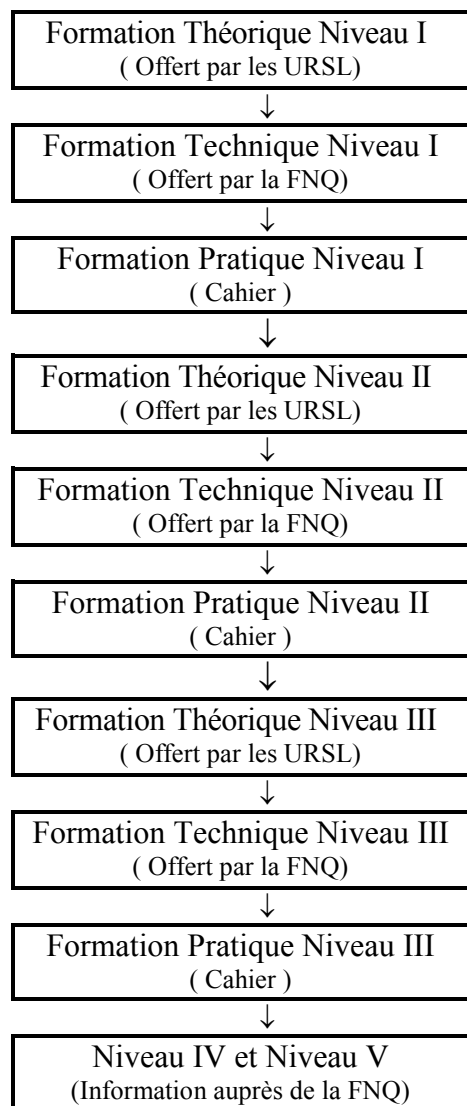 Formation Théorique Niveau I
( Offert par les URSL)
↓
Formation Technique Niveau I
( Offert par la FNQ)
↓
Formation Pratique Niveau I
( Cahier )
↓
Formation Théorique Niveau II
( Offert par les URSL)
↓
Formation Technique Niveau II
( Offert par la FNQ)
↓
Formation Pratique Niveau II
( Cahier )
↓
Formation Théorique Niveau III
( Offert par les URSL)
↓
Formation Technique Niveau III
( Offert par la FNQ)
↓
Formation Pratique Niveau III
( Cahier )
↓
Niveau IV et Niveau V
(Information auprès de la FNQ)